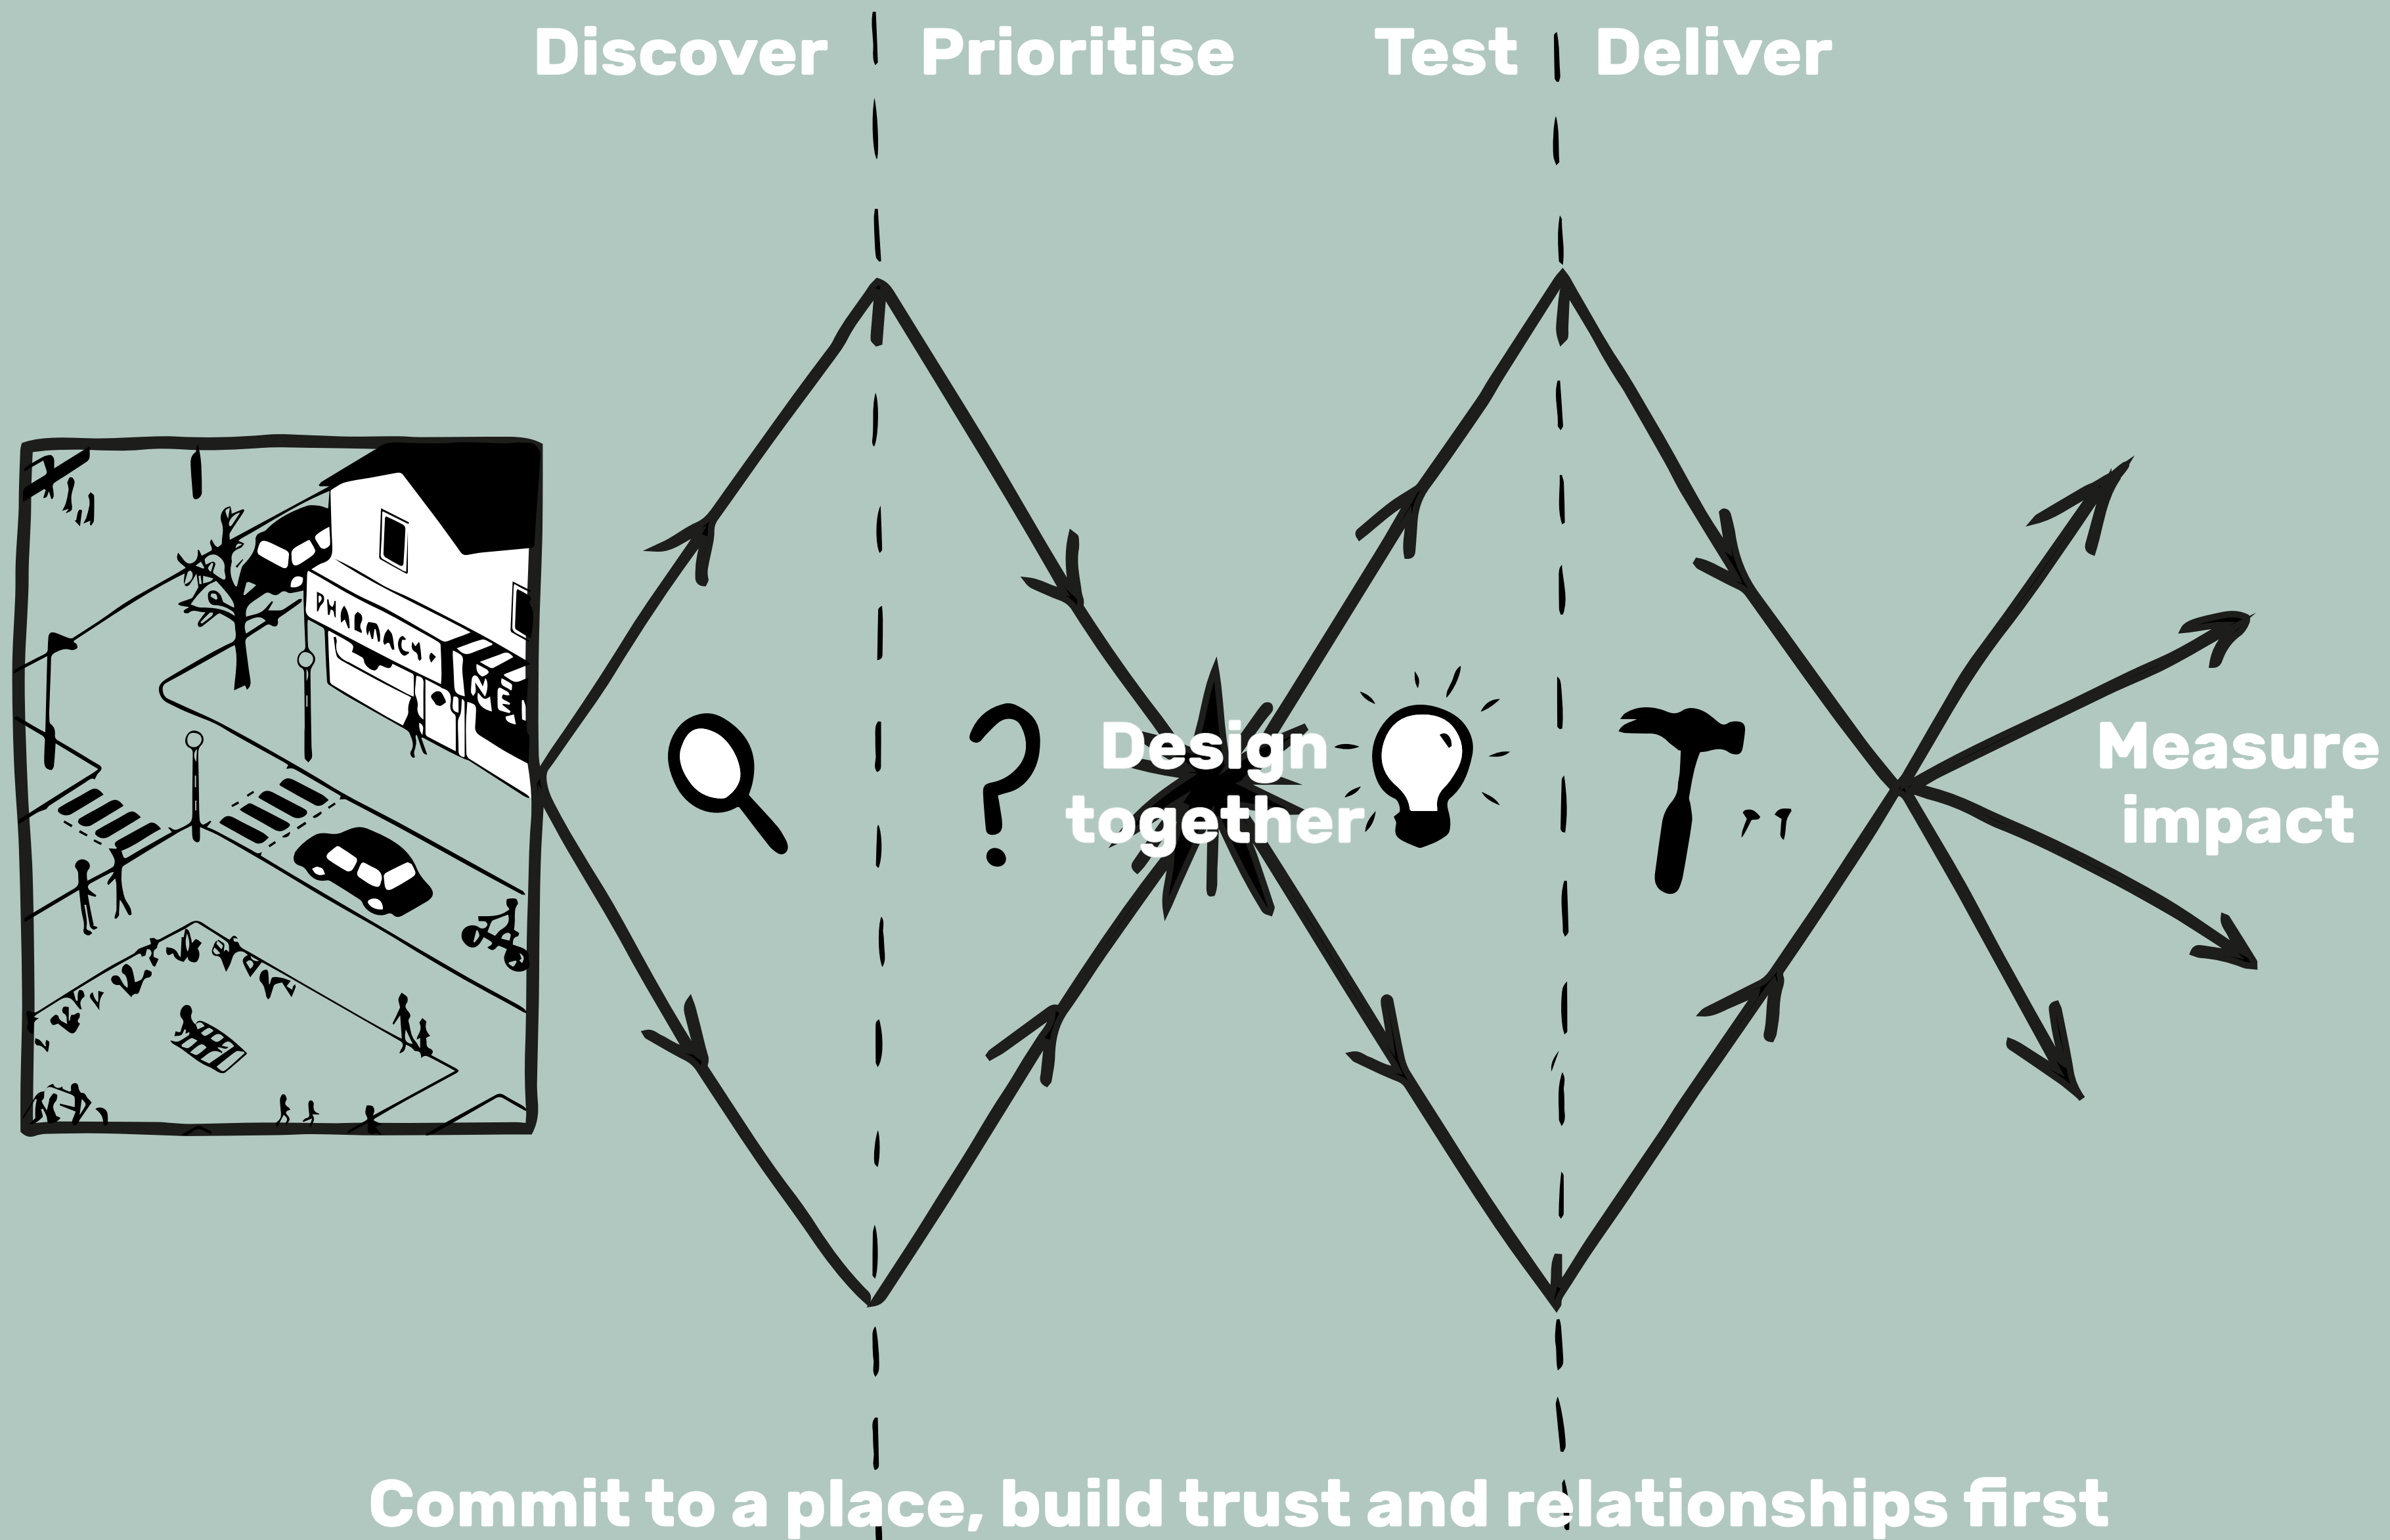 Discover
Prioritise
Test
Deliver
PHARMACY
Design
together
Measure
impact
Commit to a place, build trust and relationships first